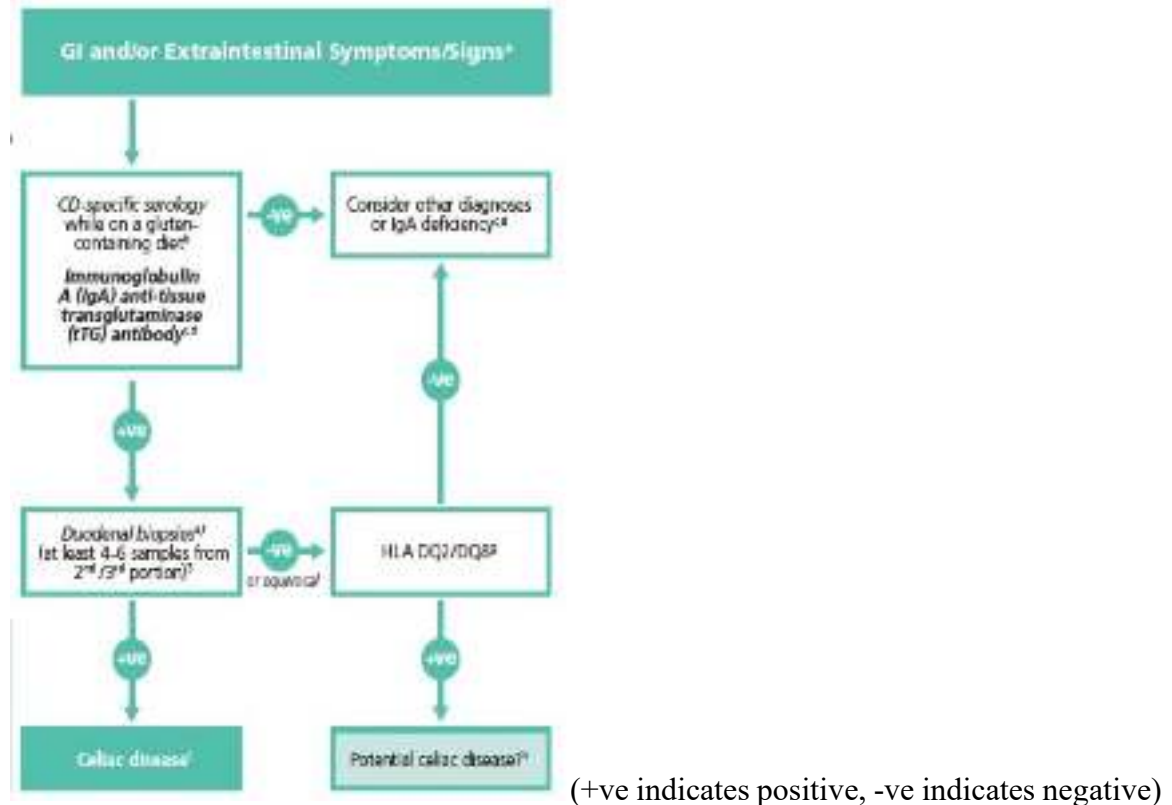 GI and/or Extraintestinal Symptoms/Signs
CD-specific serology
while on a gluten-
containing diet
Immunoglobulin
A (IgA) anti-tissue
transglutaminase
(tTG) antibody
-ve
Consider other diagnoses
or IgA deficiency
-ve
+ve
Duodenal biopsies
(at least 4-6 samples from
2nd/3rd portion)
-ve
or equivocal
HLA DQ2/DQ8
+ve
+ve
Celiac disease
Potential celiac disease?
(+ve indicates positive, -ve indicates negative)